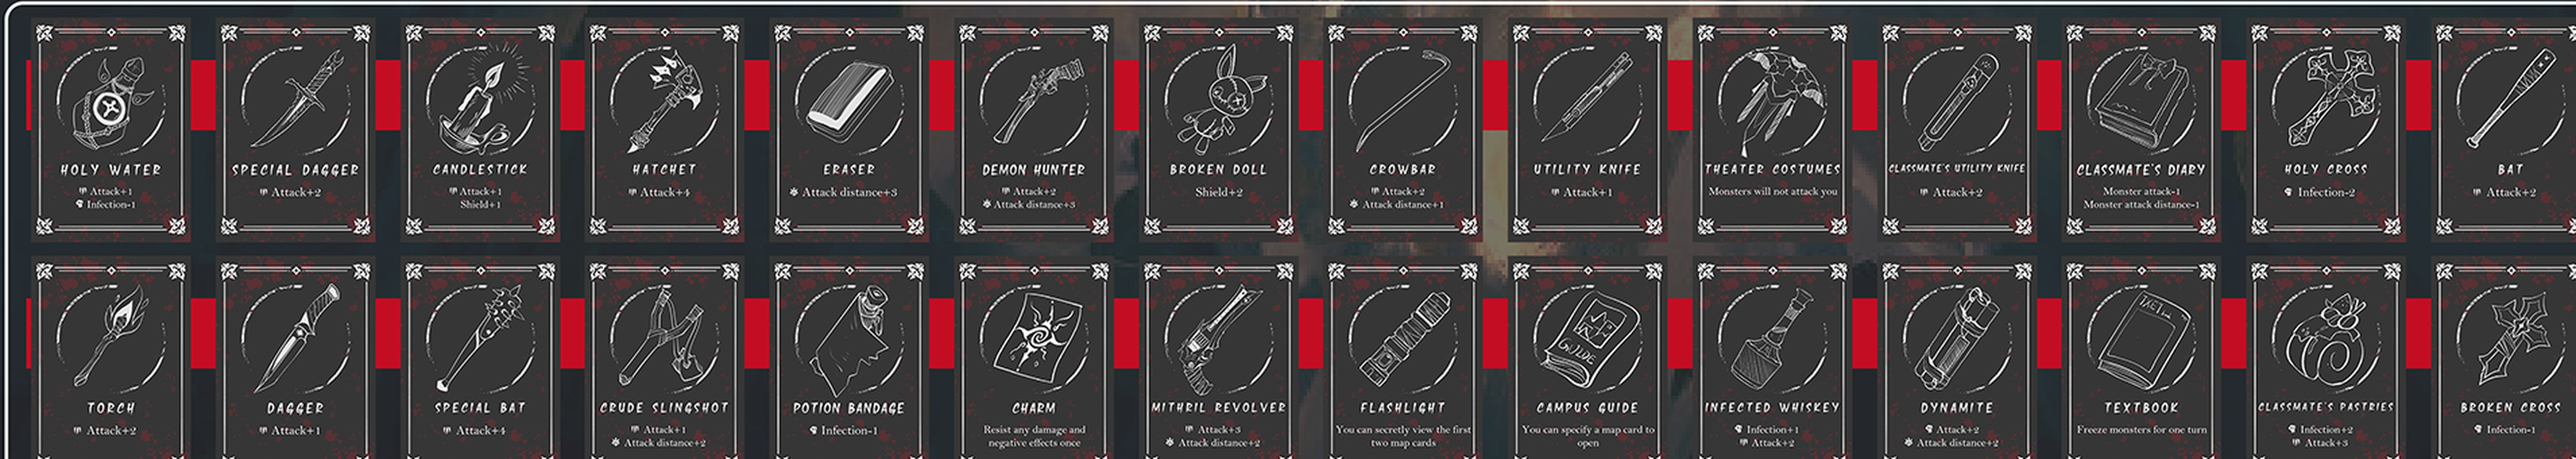 HOLY WATER
Attack+1
Infection-1
SPECIAL DAGGER
Attack+2
CANDLESTICK
Attack+1
Shield+1
HATCHET
Attack+4
ERASER
Attack distance+3
DEMON HUNTER
Attack+2
Attack distance+3
BROKEN DOLL
Shield+2
CROWBAR
Attack+2
Attack distance+1
UTILITY KNIFE
Attack+1
THEATER COSTUMES
Monsters will not attack you
CLASSMATE'S UTILITY KNIFE
Attack+2
CLASSMATE'S DIARY
Monster attack-1
Monster attack distance-1
HOLY CROSS
Infection-2
BAT
Attack+2
TORCH
Attack+2
DAGGER
Attack+1
SPECIAL BAT
Attack+4
CRUDE SLINGSHOT
Attack+1
Attack distance+2
POTION BANDAGE
Infection-1
CHARM
Resist any damage and
negative effects once
MITHRIL REVOLVER
Attack+3
Attack distance+2
FLASHLIGHT
You can secretly view the first
two map cards
MAP
GUIDE
CAMPUS GUIDE
You can specify a map card to
open
INFECTED WHISKEY
Infection+1
Attack+2
DYNAMITE
Attack+2
Attack distance+2
TEXTBOOK
Freeze monsters for one turn
CLASSMATE'S PASTRIES
Infection+2
Attack+3
BROKEN CROSS
Infection-1